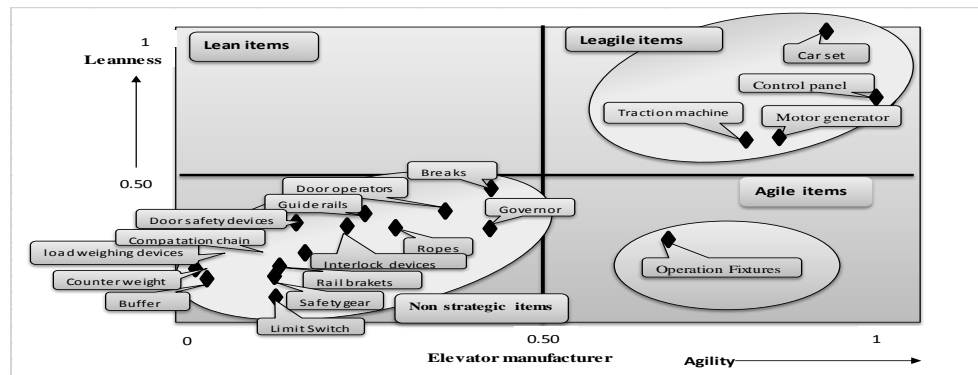 1
Leanness
0.50
Lean items
Leagile items
Car set
Control panel
Traction machine
Motor generator
Breaks
Door operators
Guide rails
Governor
Agile items
Door safety devices
Compatation chain
Ropes
load weighing devices
Interlock devices
Operation Fixtures
Counter weight
Rail brakets
Buffer
Safety gear
Non strategic items
Limit Switch
0
0.50
1
Elevator manufacturer
Agility